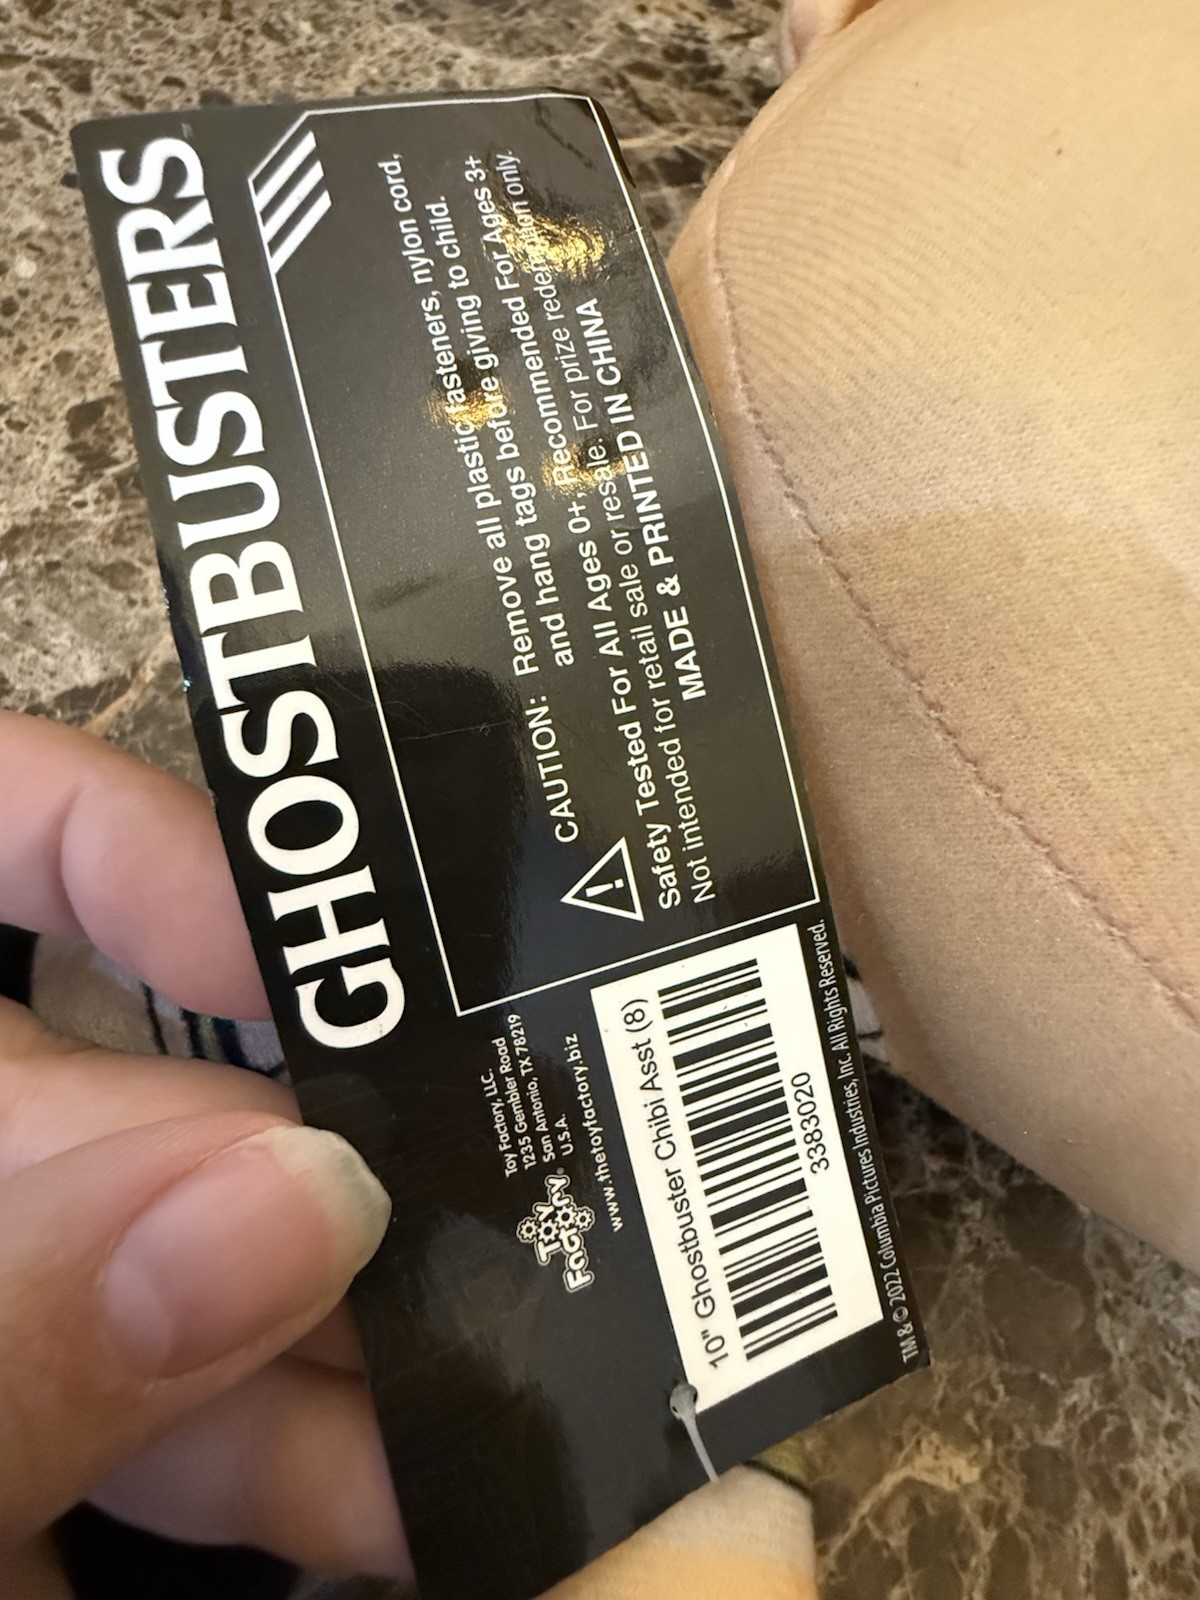 GHOSTBUSTERS
CAUTION: Remove all plastic fasteners, nylon cord,
and hang tags before giving to child.
Safety Tested For All Ages 0+, Recommended For Ages 3+
Not intended for retail sale or resale. For prize redemption only.
MADE & PRINTED IN CHINA
Toy Factory, LLC.
1235 Gembler Road
San Antonio, TX 78219
U.S.A.
Toy Factory®
www.thetoyfactory.biz
10" Ghostbuster Chibi Asst (8)
3383020
TM & © 2022 Columbia Pictures Industries, Inc. All Rights Reserved.